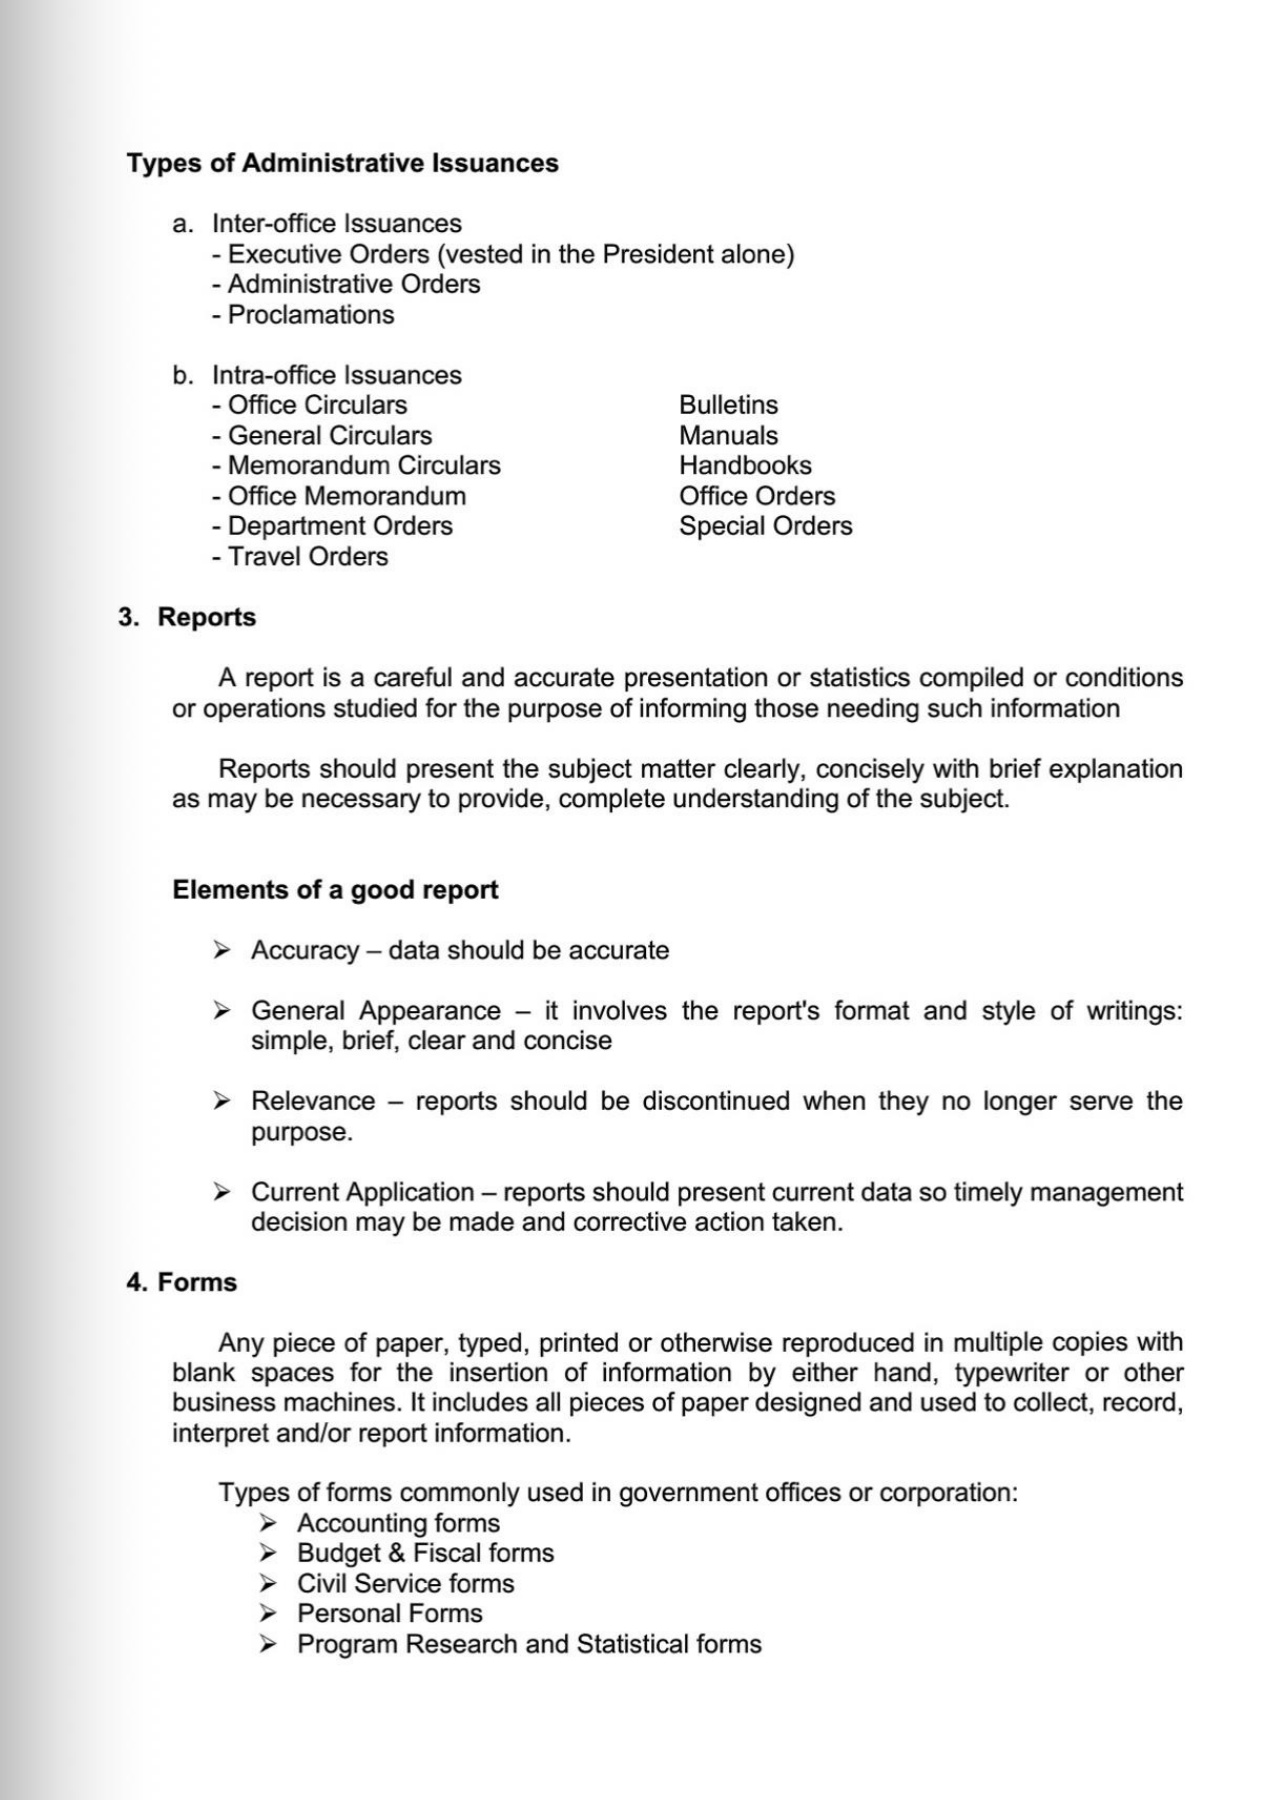 Types of Administrative Issuances
a. Inter-office Issuances
- Executive Orders (vested in the President alone)
- Administrative Orders
- Proclamations
b. Intra-office Issuances
- Office Circulars Bulletins
- General Circulars Manuals
- Memorandum Circulars Handbooks
- Office Memorandum Office Orders
- Department Orders Special Orders
- Travel Orders
3. Reports
A report is a careful and accurate presentation or statistics compiled or conditions
or operations studied for the purpose of informing those needing such information
Reports should present the subject matter clearly, concisely with brief explanation
as may be necessary to provide, complete understanding of the subject.
Elements of a good report
➢ Accuracy – data should be accurate
➢ General Appearance – it involves the report's format and style of writings:
simple, brief, clear and concise
➢ Relevance – reports should be discontinued when they no longer serve the
purpose.
➢ Current Application – reports should present current data so timely management
decision may be made and corrective action taken.
4. Forms
Any piece of paper, typed, printed or otherwise reproduced in multiple copies with
blank spaces for the insertion of information by either hand, typewriter or other
business machines. It includes all pieces of paper designed and used to collect, record,
interpret and/or report information.
Types of forms commonly used in government offices or corporation:
➢ Accounting forms
➢ Budget & Fiscal forms
➢ Civil Service forms
➢ Personal Forms
➢ Program Research and Statistical forms